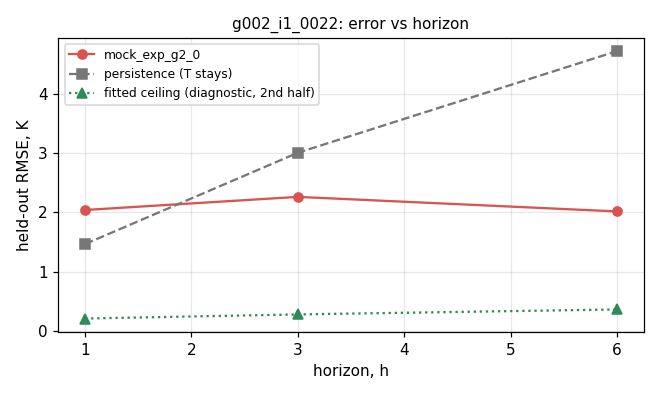 g002_i1_0022: error vs horizon
mock_exp_g2_0
persistence (T stays)
fitted ceiling (diagnostic, 2nd half)
held-out RMSE, K
4
3
2
1
0
1
2
3
4
5
6
horizon, h